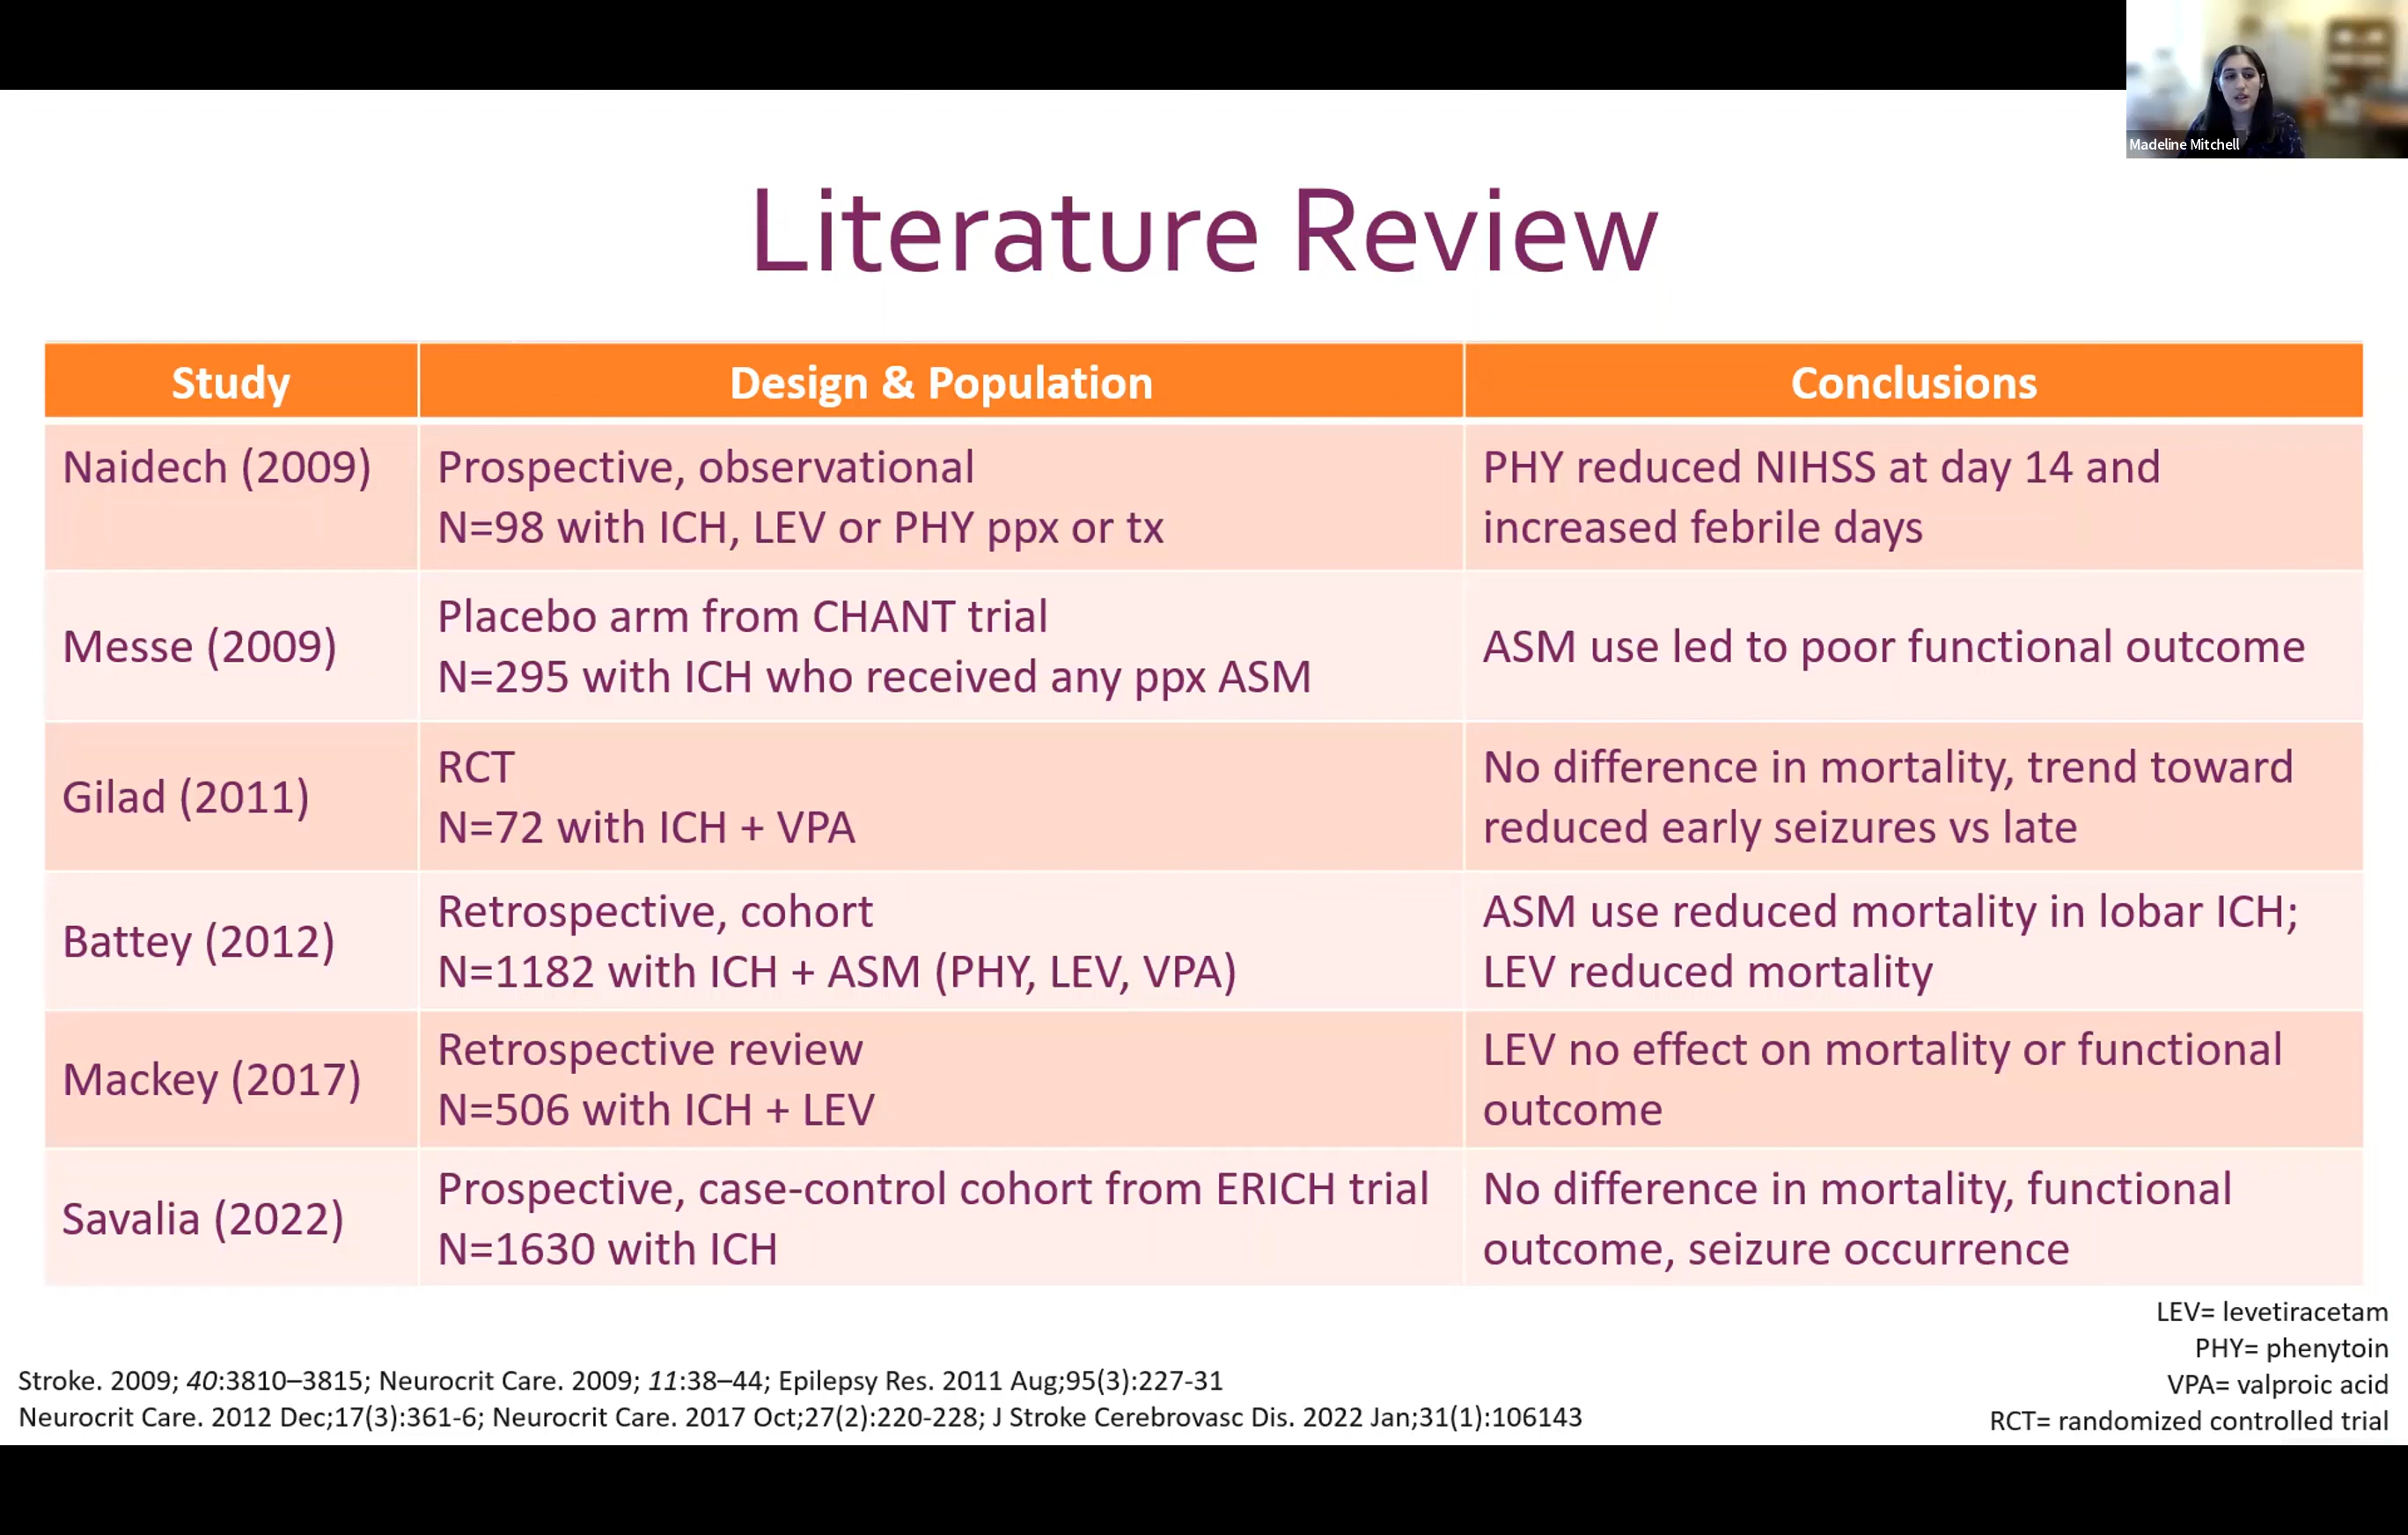 Madeline Mitchell
Literature Review
Study Design & Population Conclusions
Naidech (2009)
Prospective, observational
N=98 with ICH, LEV or PHY ppx or tx
PHY reduced NIHSS at day 14 and
increased febrile days
Messe (2009)
Placebo arm from CHANT trial
N=295 with ICH who received any ppx ASM
ASM use led to poor functional outcome
Gilad (2011)
RCT
N=72 with ICH + VPA
No difference in mortality, trend toward
reduced early seizures vs late
Battey (2012)
Retrospective, cohort
N=1182 with ICH + ASM (PHY, LEV, VPA)
ASM use reduced mortality in lobar ICH;
LEV reduced mortality
Mackey (2017)
Retrospective review
N=506 with ICH + LEV
LEV no effect on mortality or functional
outcome
Savalia (2022)
Prospective, case-control cohort from ERICH trial
N=1630 with ICH
No difference in mortality, functional
outcome, seizure occurrence
LEV= levetiracetam
PHY= phenytoin
VPA= valproic acid
RCT= randomized controlled trial
Stroke. 2009; 40:3810–3815; Neurocrit Care. 2009; 11:38–44; Epilepsy Res. 2011 Aug;95(3):227-31
Neurocrit Care. 2012 Dec;17(3):361-6; Neurocrit Care. 2017 Oct;27(2):220-228; J Stroke Cerebrovasc Dis. 2022 Jan;31(1):106143